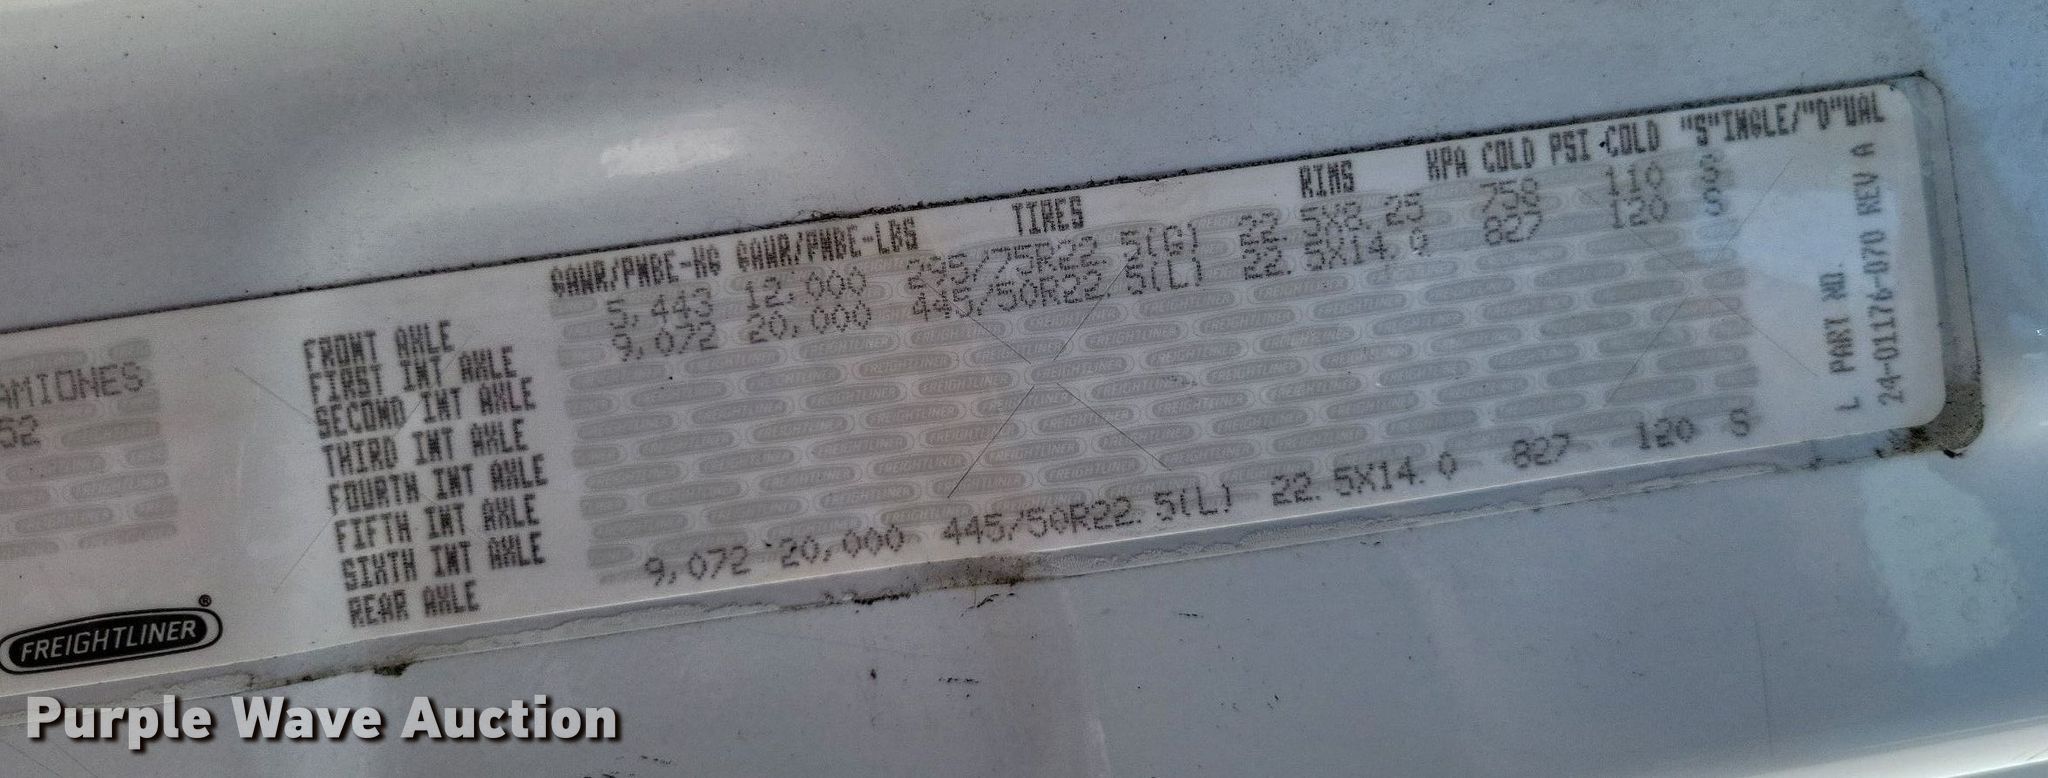 GAWR/PNBE-KG GAWR/PNBE-LBS TIRES RIMS KPA COLD PSI COLD "S"INGLE/"D"UAL
FRONT AXLE 5,443 12,000 295/75R22.5(G) 22.5X8.25 758 110 S
FIRST INT AXLE 9,072 20,000 445/50R22.5(L) 22.5X14.0 827 120 S
SECOND INT AXLE
THIRD INT AXLE
FOURTH INT AXLE
FIFTH INT AXLE
SIXTH INT AXLE
REAR AXLE 9,072 20,000 445/50R22.5(L) 22.5X14.0 827 120 S
AMIONES
52
FREIGHTLINER®
L PART NO.
24-01176-070 REV A
Purple Wave Auction